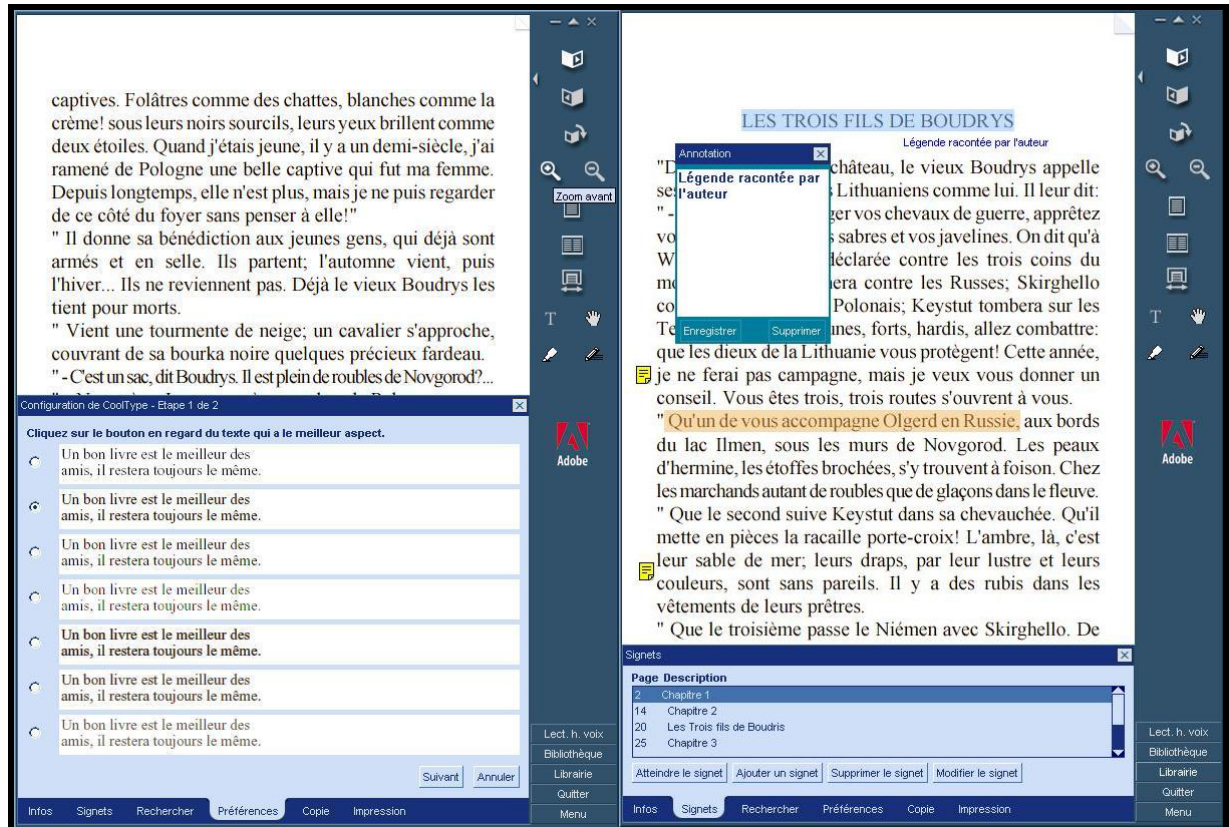 captives. Folâtres comme des chattes, blanches comme la
crème! sous leurs noirs sourcils, leurs yeux brillent comme
deux étoiles. Quand j'étais jeune, il y a un demi-siècle, j'ai
ramené de Pologne une belle captive qui fut ma femme.
Depuis longtemps, elle n'est plus, mais je ne puis regarder
de ce côté du foyer sans penser à elle!"
" Il donne sa bénédiction aux jeunes gens, qui déjà sont
armés et en selle. Ils partent; l'automne vient, puis
l'hiver... Ils ne reviennent pas. Déjà le vieux Boudrys les
tient pour morts.
" Vient une tourmente de neige; un cavalier s'approche,
couvrant de sa bourka noire quelques précieux fardeau.
" - C'est un sac, dit Boudrys. Il est plein de roubles de Novgorod?...
Zoom avant
T
Adobe
Configuration de CoolType - Etape 1 de 2
Cliquez sur le bouton en regard du texte qui a le meilleur aspect.
Un bon livre est le meilleur des
amis, il restera toujours le même.
Un bon livre est le meilleur des
amis, il restera toujours le même.
Un bon livre est le meilleur des
amis, il restera toujours le même.
Un bon livre est le meilleur des
amis, il restera toujours le même.
Un bon livre est le meilleur des
amis, il restera toujours le même.
Un bon livre est le meilleur des
amis, il restera toujours le même.
Un bon livre est le meilleur des
amis, il restera toujours le même.
Suivant Annuler
Infos Signets Rechercher Préférences Copie Impression
Lect. h. voix
Bibliothèque
Librairie
Quitter
Menu
LES TROIS FILS DE BOUDRYS
Légende racontée par l'auteur
Annotation
Légende racontée par
l'auteur
Enregistrer Supprimer
"D château, le vieux Boudrys appelle
se Lithuaniens comme lui. Il leur dit:
" - ger vos chevaux de guerre, apprêtez
vo s sabres et vos javelines. On dit qu'à
W déclarée contre les trois coins du
m era contre les Russes; Skirghello
co Polonais; Keystut tombera sur les
Te unes, forts, hardis, allez combattre:
que les dieux de la Lithuanie vous protègent! Cette année,
je ne ferai pas campagne, mais je veux vous donner un
conseil. Vous êtes trois, trois routes s'ouvrent à vous.
" Qu'un de vous accompagne Olgerd en Russie, aux bords
du lac Ilmen, sous les murs de Novgorod. Les peaux
d'hermine, les étoffes brochées, s'y trouvent à foison. Chez
les marchands autant de roubles que de glaçons dans le fleuve.
" Que le second suive Keystut dans sa chevauchée. Qu'il
mette en pièces la racaille porte-croix! L'ambre, là, c'est
leur sable de mer; leurs draps, par leur lustre et leurs
couleurs, sont sans pareils. Il y a des rubis dans les
vêtements de leurs prêtres.
" Que le troisième passe le Niémen avec Skirghello. De
T
Adobe
Signets
Page Description
2 Chapitre 1
14 Chapitre 2
20 Les Trois fils de Boudris
25 Chapitre 3
Atteindre le signet Ajouter un signet Supprimer le signet Modifier le signet
Infos Signets Rechercher Préférences Copie Impression
Lect. h. voix
Bibliothèque
Librairie
Quitter
Menu